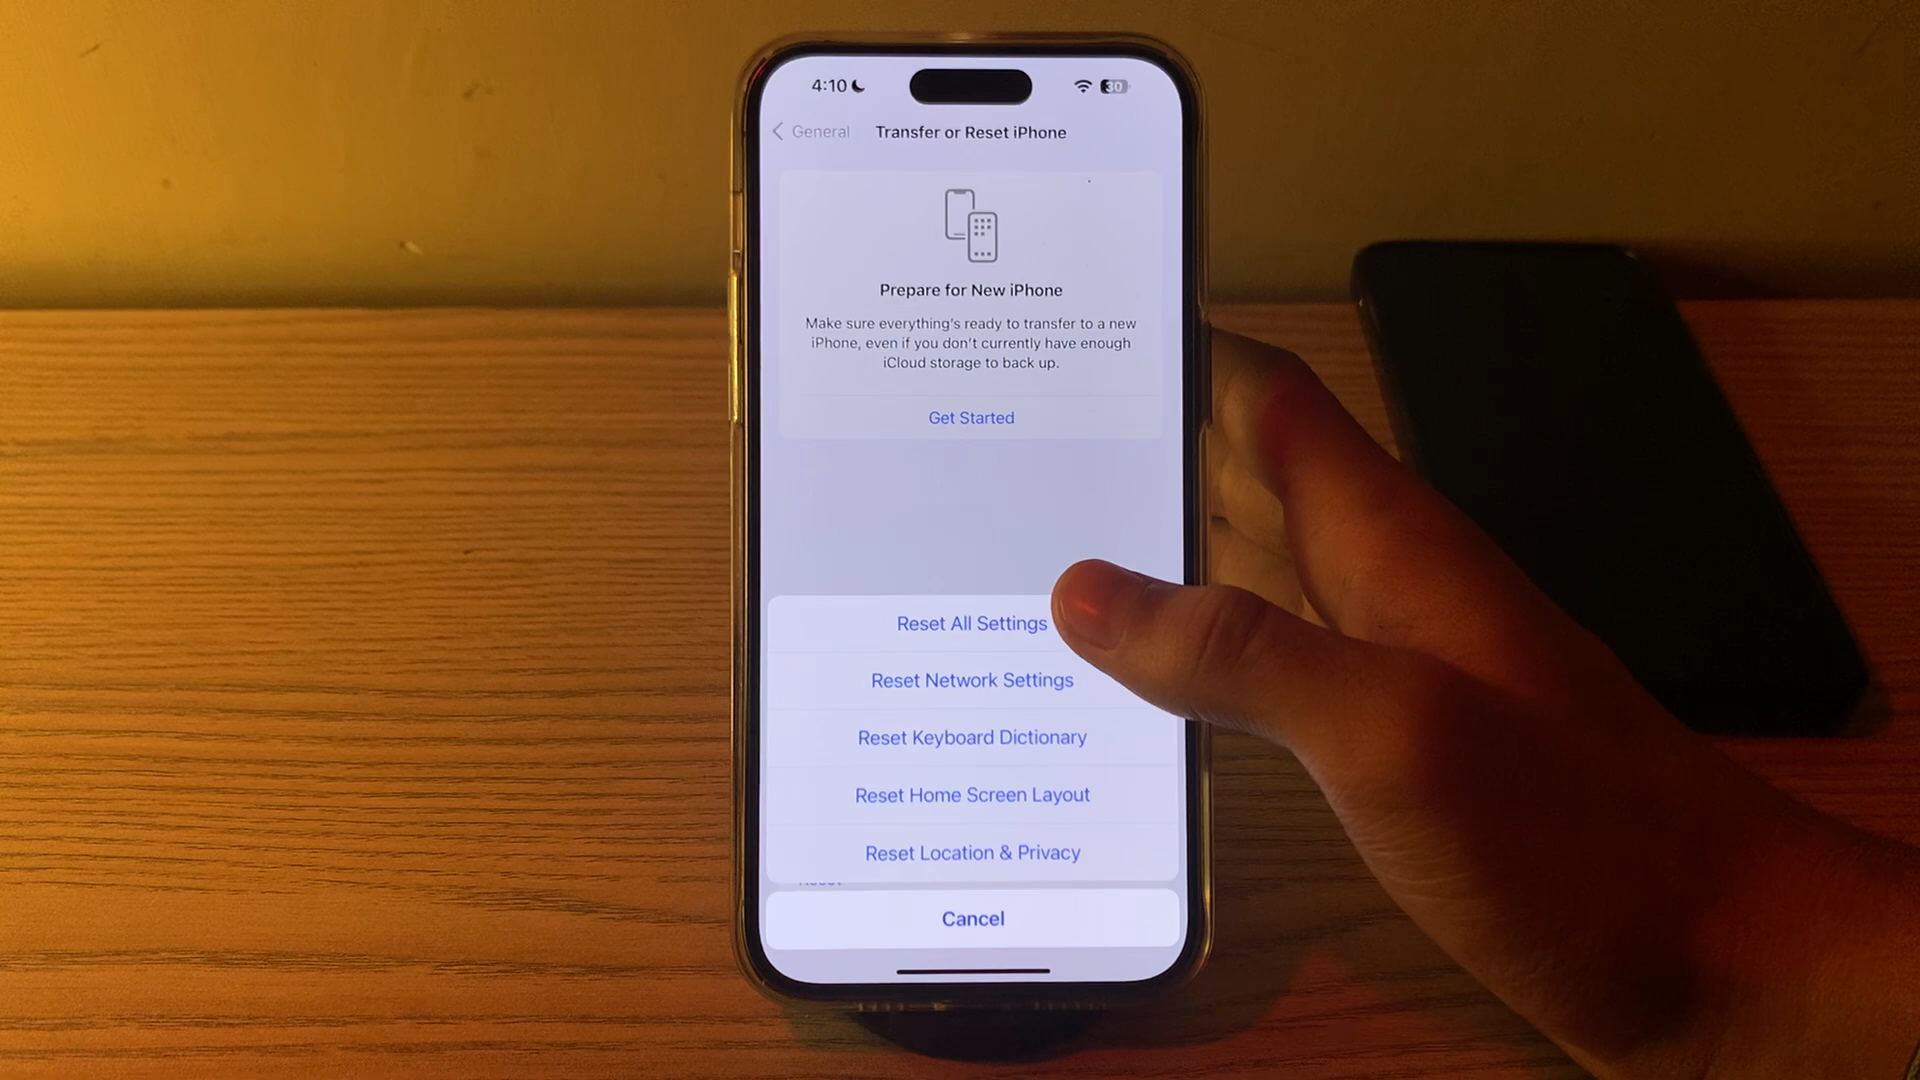 4:10
30
General
Transfer or Reset iPhone
Prepare for New iPhone
Make sure everything's ready to transfer to a new
iPhone, even if you don't currently have enough
iCloud storage to back up.
Get Started
Reset All Settings
Reset Network Settings
Reset Keyboard Dictionary
Reset Home Screen Layout
Reset Location & Privacy
Cancel